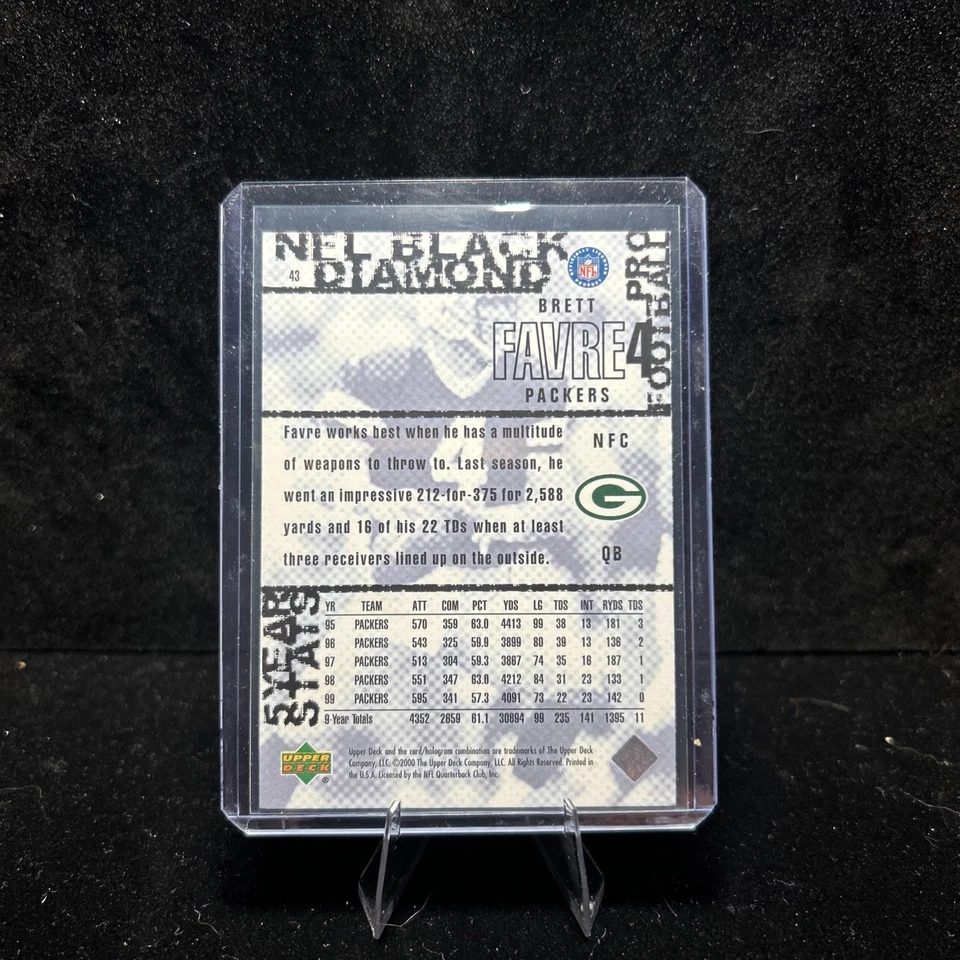 NFL BLACK
43 DIAMOND
NFL
PRO
FOOTBALL
BRETT
FAVRE 4
PACKERS
Favre works best when he has a multitude
of weapons to throw to. Last season, he
went an impressive 212-for-375 for 2,588
yards and 16 of his 22 TDs when at least
three receivers lined up on the outside.
NFC
G
QB
5 YEAR
STATS
YR TEAM ATT COM PCT YDS LG TDS INT RYDS TDS
95 PACKERS 570 359 63.0 4413 99 38 13 181 3
96 PACKERS 543 325 59.9 3899 80 39 13 136 2
97 PACKERS 513 304 59.3 3867 74 35 16 187 1
98 PACKERS 551 347 63.0 4212 84 31 23 133 1
99 PACKERS 595 341 57.3 4091 73 22 23 142 0
9-Year Totals 4352 2659 61.1 30894 99 235 141 1395 11
UPPER
DECK
®
Upper Deck and the card/hologram combination are trademarks of The Upper Deck
Company, LLC. ©2000 The Upper Deck Company, LLC. All Rights Reserved. Printed in
the U.S.A. Licensed by the NFL Quarterback Club, Inc.